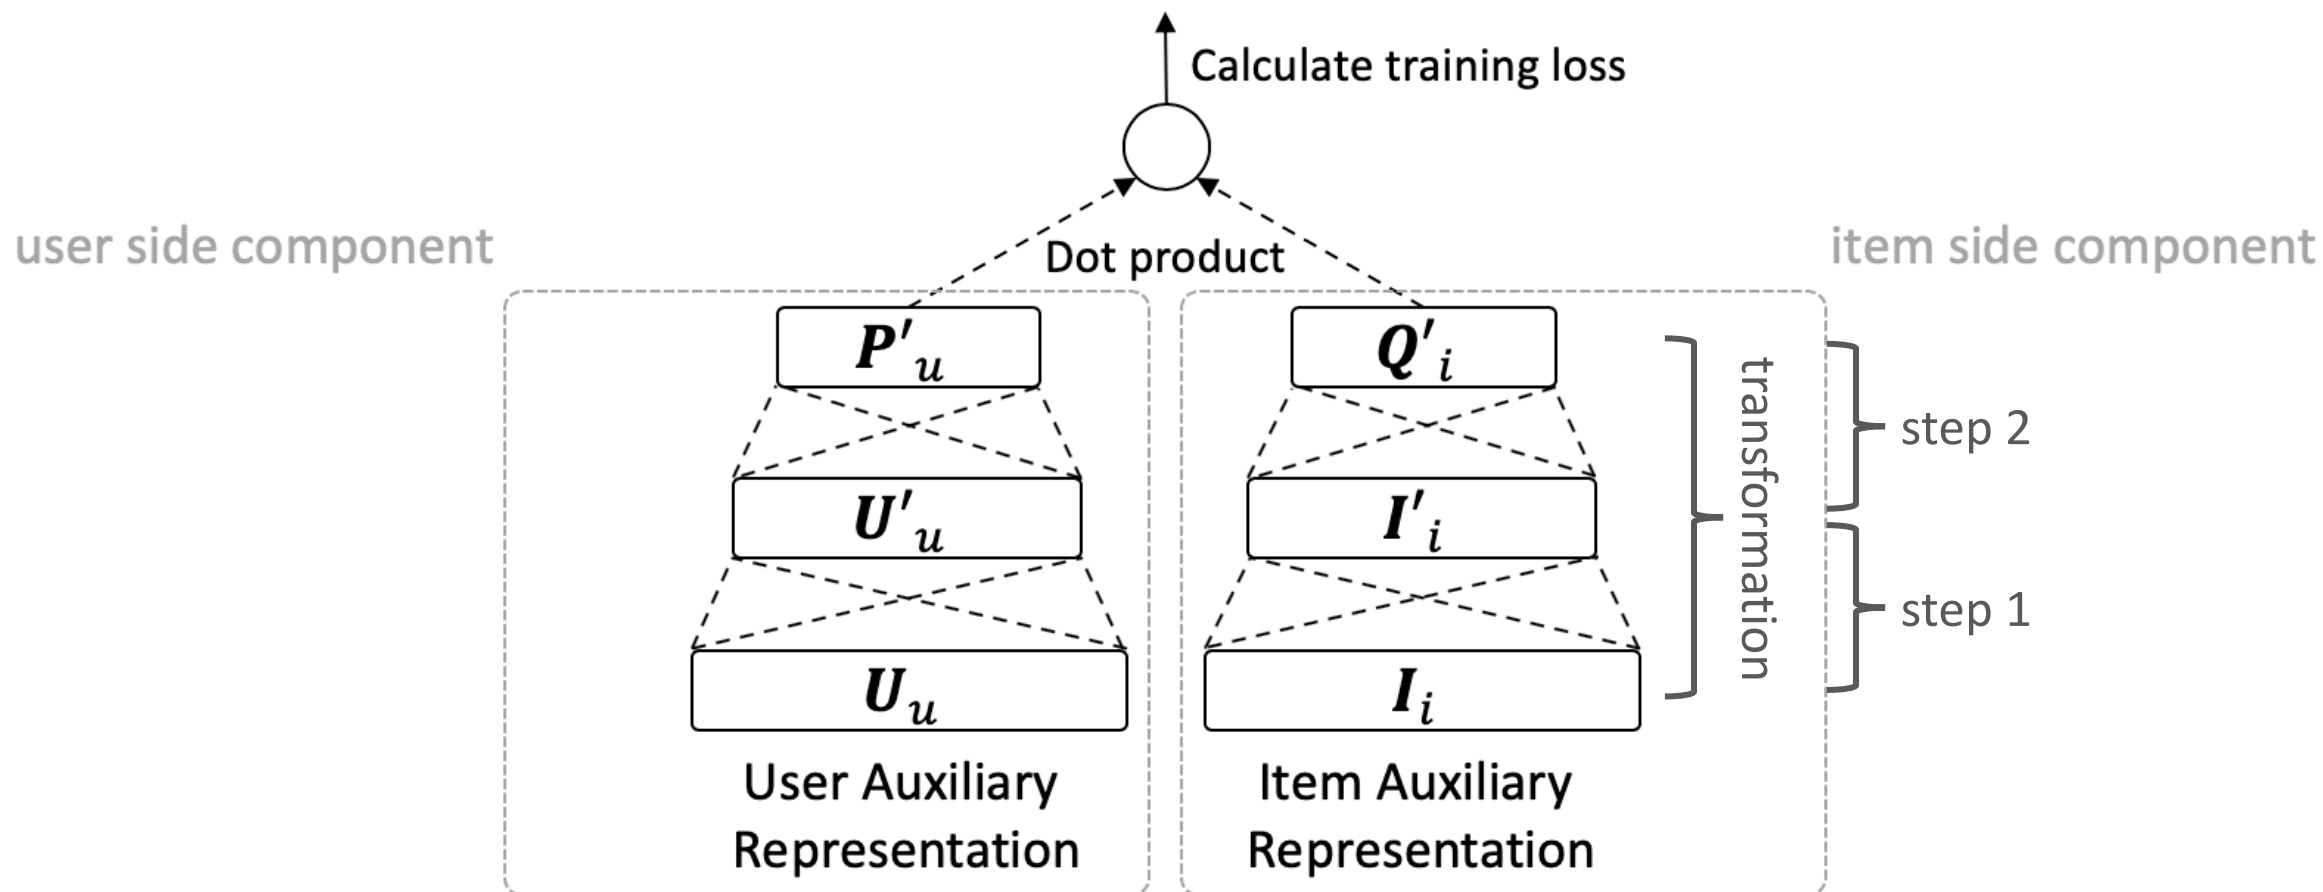 Calculate training loss
user side component
item side component
Dot product
P'u
Q'i
U'u
I'i
Uu
Ii
transformation
step 2
step 1
User Auxiliary
Representation
Item Auxiliary
Representation